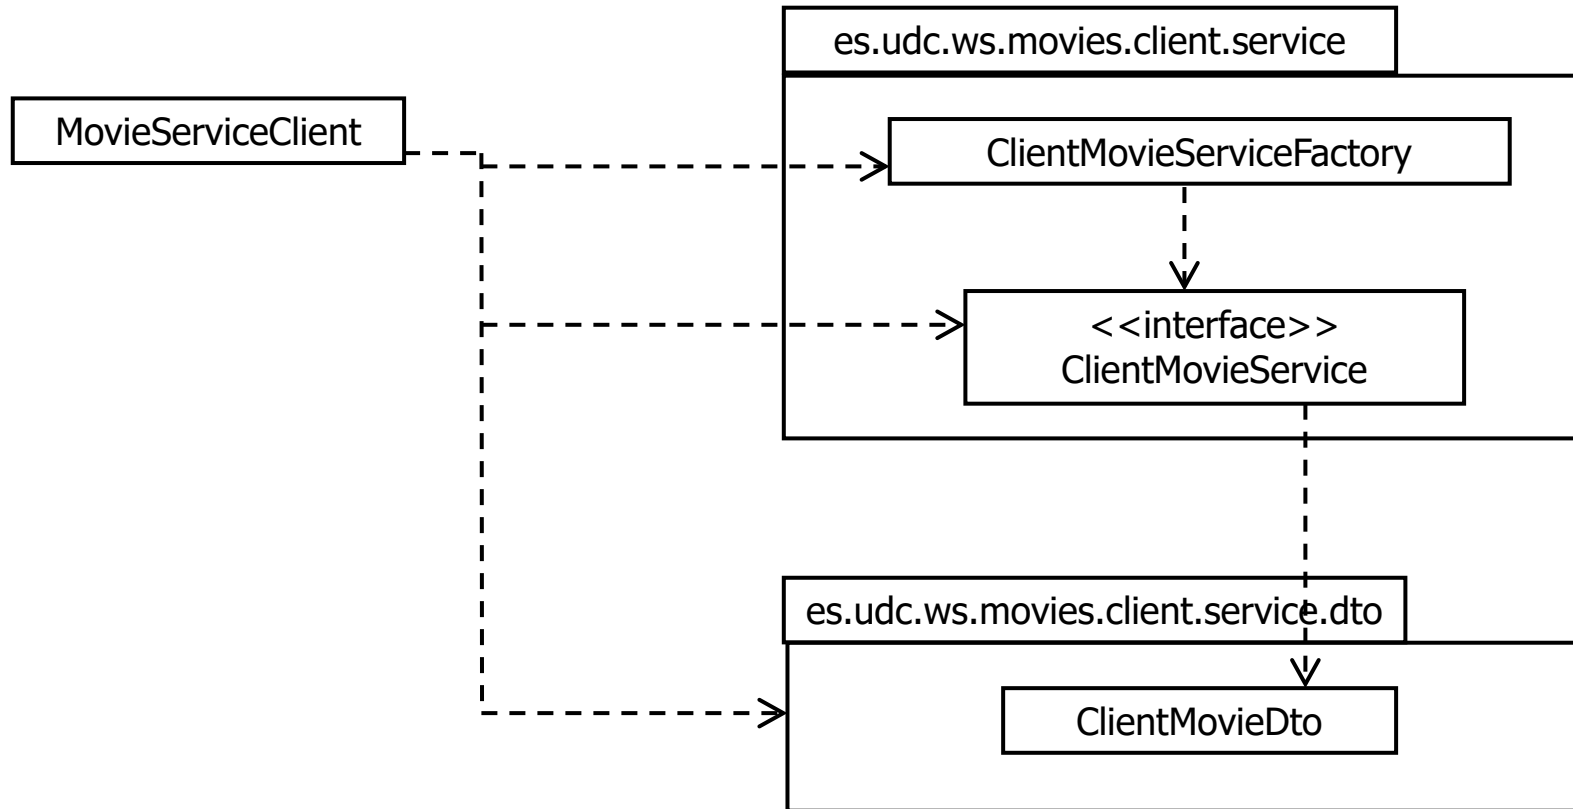 es.udc.ws.movies.client.service
MovieServiceClient
ClientMovieServiceFactory
<<interface>>
ClientMovieService
es.udc.ws.movies.client.service.dto
ClientMovieDto